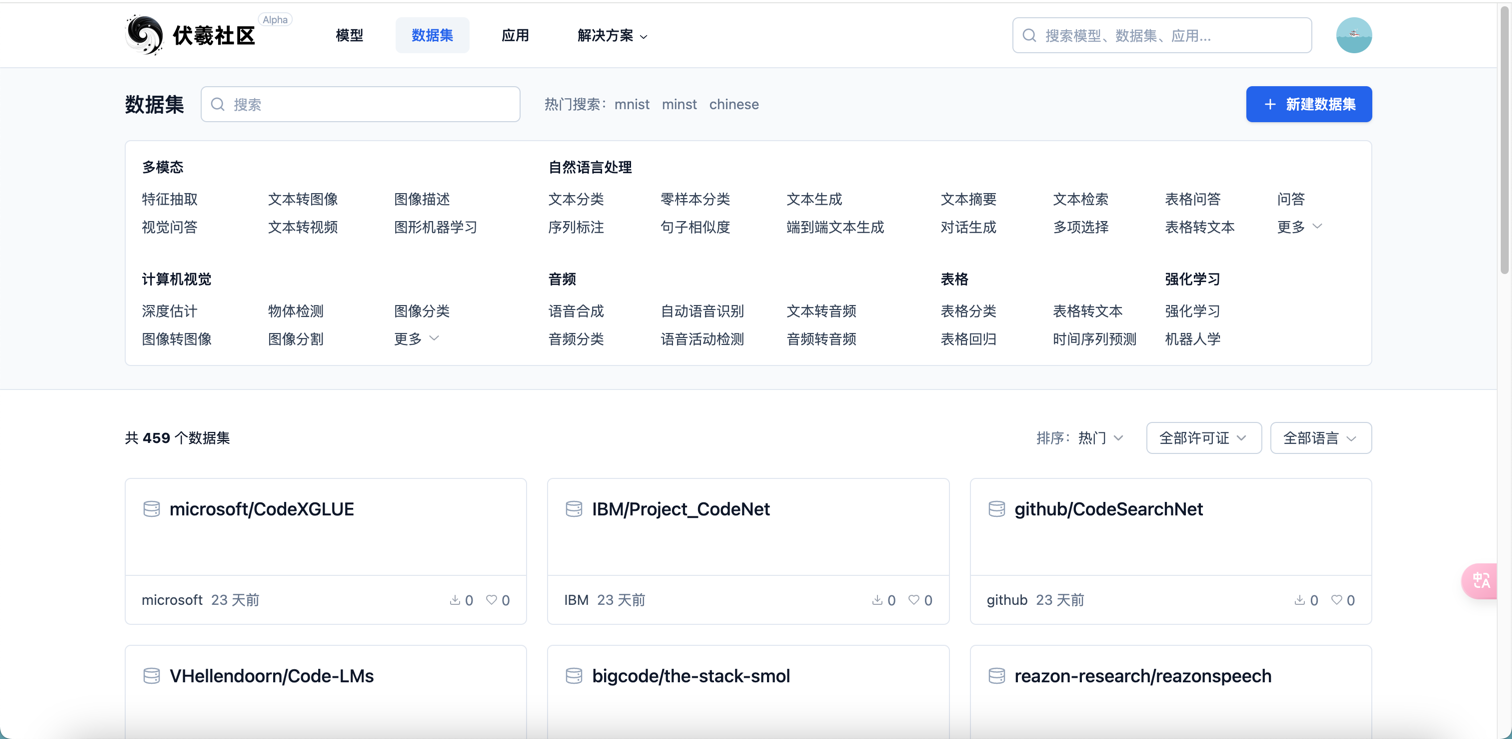 伏羲社区 Alpha 模型 数据集 应用 解决方案 搜索模型、数据集、应用...
数据集 搜索 热门搜索： mnist minst chinese + 新建数据集
多模态 自然语言处理
特征抽取 文本转图像 图像描述 文本分类 零样本分类 文本生成 文本摘要 文本检索 表格问答 问答
视觉问答 文本转视频 图形机器学习 序列标注 句子相似度 端到端文本生成 对话生成 多项选择 表格转文本 更多
计算机视觉 音频 表格 强化学习
深度估计 物体检测 图像分类 语音合成 自动语音识别 文本转音频 表格分类 表格转文本 强化学习
图像转图像 图像分割 更多 音频分类 语音活动检测 音频转音频 表格回归 时间序列预测 机器人学
共 459 个数据集 排序： 热门 全部许可证 全部语言
microsoft/CodeXGLUE IBM/Project_CodeNet github/CodeSearchNet
microsoft 23 天前 0 0 IBM 23 天前 0 0 github 23 天前 0 0
中 A
VHellendoorn/Code-LMs bigcode/the-stack-smol reazon-research/reazonspeech